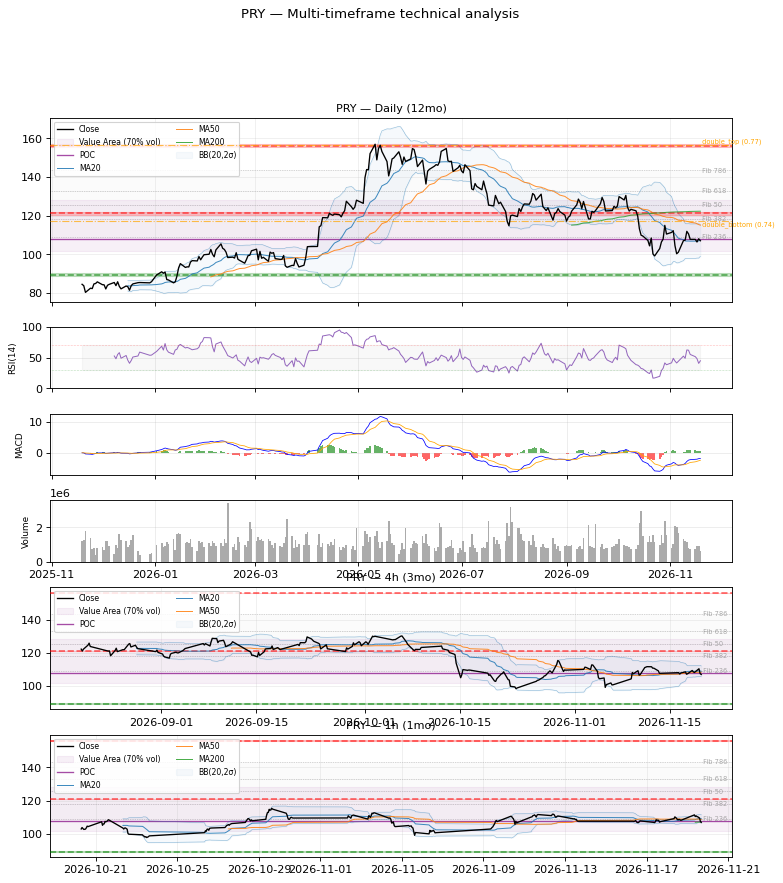 PRY — Multi-timeframe technical analysis
PRY — Daily (12mo)
Close
Value Area (70% vol)
POC
MA20
MA50
MA200
BB(20,2σ)
160
140
120
100
80
double_top (0.77)
Fib 786
Fib 618
Fib 50
Fib 382
double_bottom (0.74)
Fib 236
RSI(14)
100
50
0
MACD
10
0
1e6
Volume
2
0
2025-11 2026-01 2026-03 2026-05 2026-07 2026-09 2026-11
PRY — 4h (3mo)
Close
Value Area (70% vol)
POC
MA20
MA50
BB(20,2σ)
140
120
100
Fib 786
Fib 618
Fib 50
Fib 382
Fib 236
2026-09-01 2026-09-15 2026-10-01 2026-10-15 2026-11-01 2026-11-15
PRY — 1h (1mo)
Close
Value Area (70% vol)
POC
MA20
MA50
MA200
BB(20,2σ)
140
120
100
Fib 786
Fib 618
Fib 50
Fib 382
Fib 236
2026-10-21 2026-10-25 2026-10-29 2026-11-01 2026-11-05 2026-11-09 2026-11-13 2026-11-17 2026-11-21